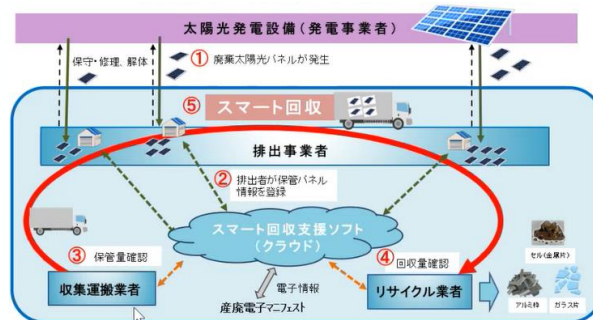 太陽光発電設備(発電事業者)
保守・修理、解体
① 廃棄太陽光パネルが発生
⑤ スマート回収
排出事業者
② 排出者が保管パネル
情報を登録
スマート回収支援ソフト
(クラウド)
③ 保管量確認
④ 回収量確認
セル(金属片)
収集運搬業者
電子情報
リサイクル業者
産廃電子マニフェスト
アルミ枠
ガラス片